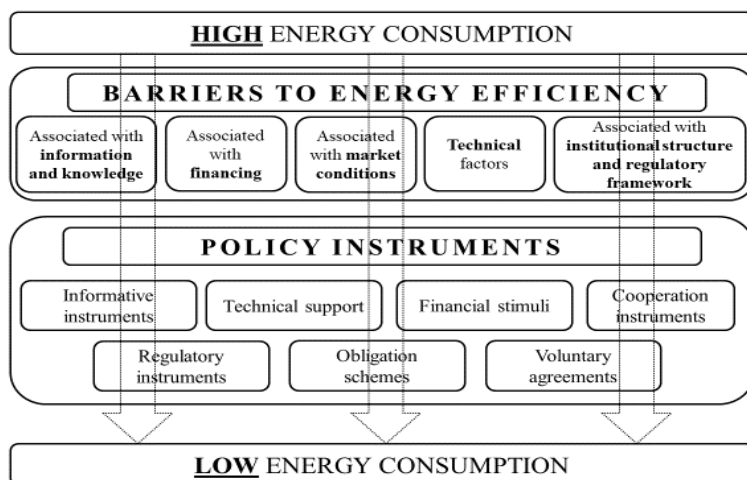 HIGH ENERGY CONSUMPTION
BARRIERS TO ENERGY EFFICIENCY
Associated with
information
and knowledge
Associated
with
financing
Associated
with market
conditions
Technical
factors
Associated with
institutional structure
and regulatory
framework
POLICY INSTRUMENTS
Informative
instruments
Technical support
Financial stimuli
Cooperation
instruments
Regulatory
instruments
Obligation
schemes
Voluntary
agreements
LOW ENERGY CONSUMPTION